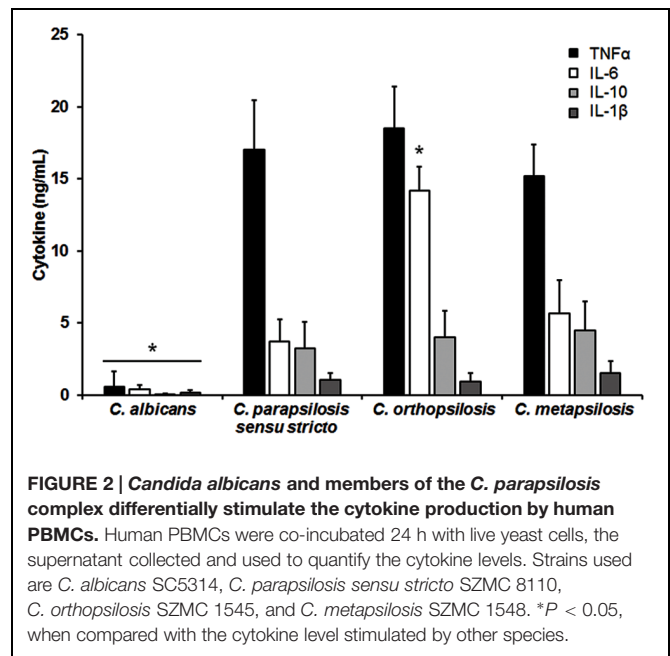 25
20
15
10
5
0
Cytokine (ng/mL)
TNFα
IL-6
IL-10
IL-1β
*
*
C. albicans
C. parapsilosis
sensu stricto
C. orthopsilosis
C. metapsilosis
FIGURE 2 | Candida albicans and members of the C. parapsilosis
complex differentially stimulate the cytokine production by human
PBMCs. Human PBMCs were co-incubated 24 h with live yeast cells, the
supernatant collected and used to quantify the cytokine levels. Strains used
are C. albicans SC5314, C. parapsilosis sensu stricto SZMC 8110,
C. orthopsilosis SZMC 1545, and C. metapsilosis SZMC 1548. *P < 0.05,
when compared with the cytokine level stimulated by other species.